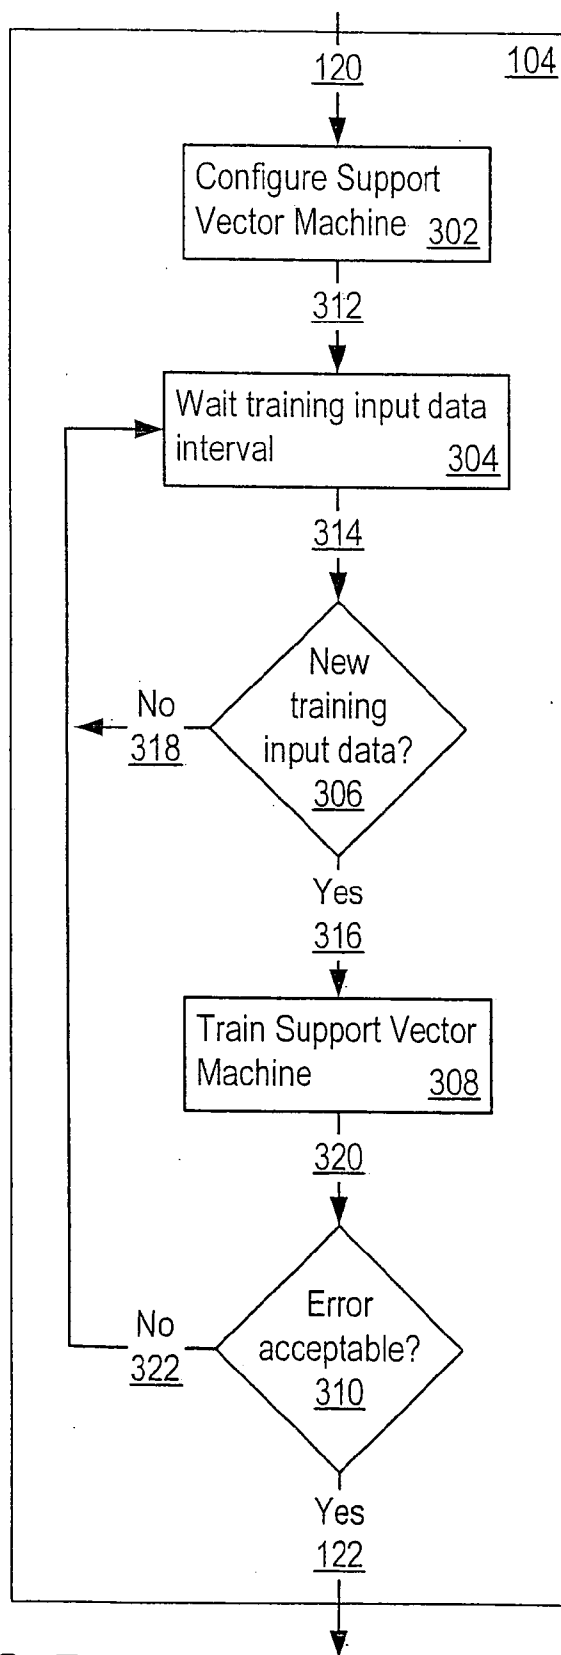 104
120
Configure Support
Vector Machine 302
312
Wait training input data
interval 304
314
New
training
input data?
306
No
318
Yes
316
Train Support Vector
Machine 308
320
Error
acceptable?
310
No
322
Yes
122